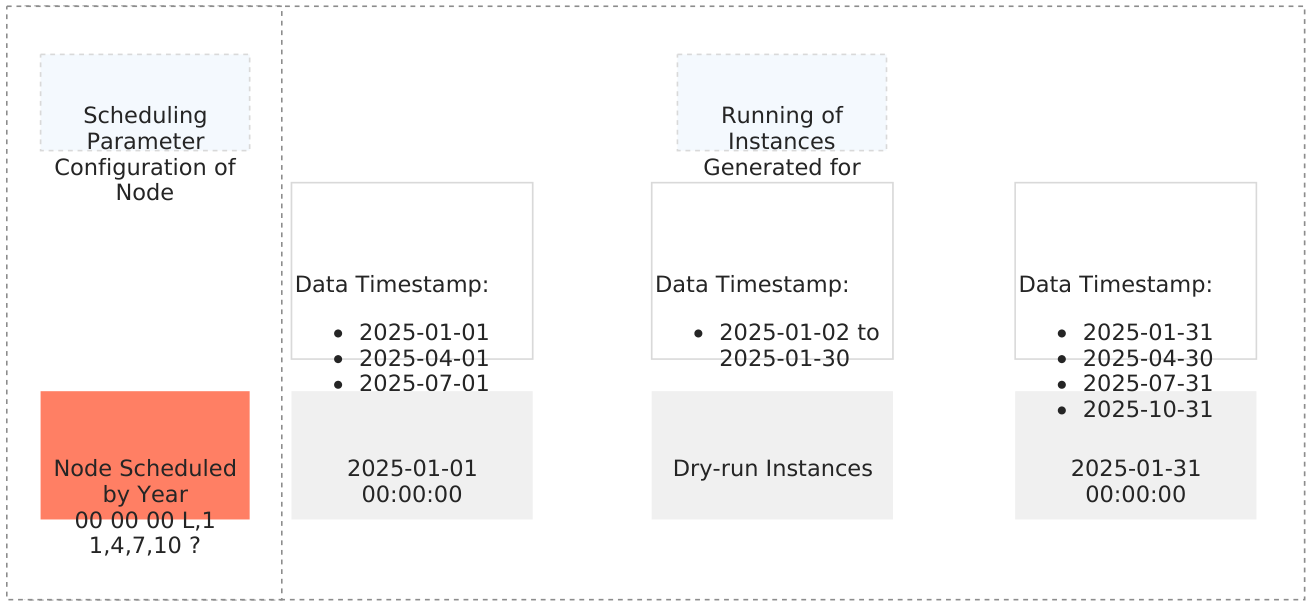 Scheduling
Parameter
Configuration of
Node
Running of
Instances
Generated for
Data Timestamp:
• 2025-01-01
• 2025-04-01
• 2025-07-01
Data Timestamp:
• 2025-01-02 to
2025-01-30
Data Timestamp:
• 2025-01-31
• 2025-04-30
• 2025-07-31
• 2025-10-31
Node Scheduled
by Year
00 00 00 L,1
1,4,7,10 ?
2025-01-01
00:00:00
Dry-run Instances
2025-01-31
00:00:00